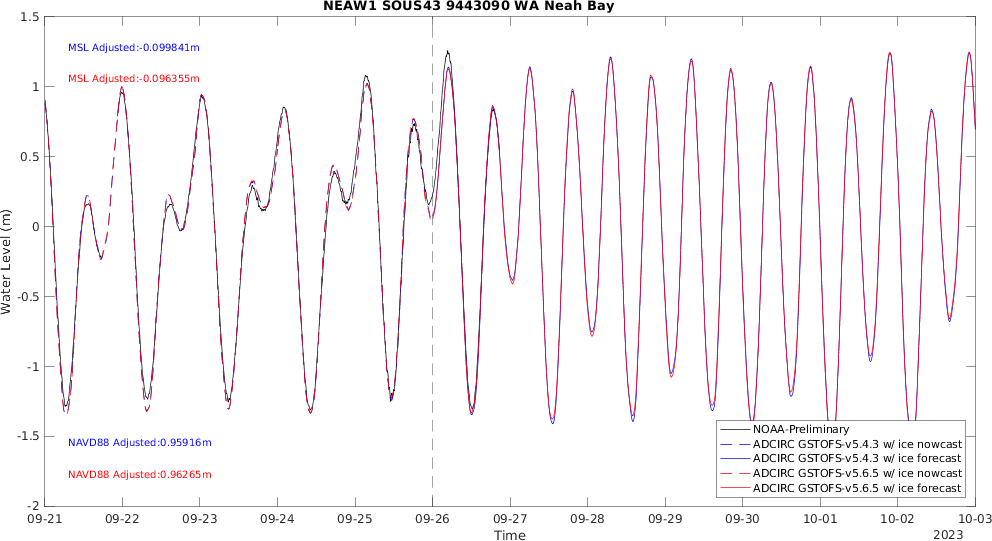 NEAW1 SOUS43 9443090 WA Neah Bay
1.5
MSL Adjusted:-0.099841m
MSL Adjusted:-0.096355m
1
0.5
0
-0.5
-1
-1.5
-2
Water Level (m)
NAVD88 Adjusted:0.95916m
NAVD88 Adjusted:0.96265m
NOAA-Preliminary
ADCIRC GSTOFS-v5.4.3 w/ ice nowcast
ADCIRC GSTOFS-v5.4.3 w/ ice forecast
ADCIRC GSTOFS-v5.6.5 w/ ice nowcast
ADCIRC GSTOFS-v5.6.5 w/ ice forecast
09-21 09-22 09-23 09-24 09-25 09-26 09-27 09-28 09-29 09-30 10-01 10-02 10-03
Time
2023